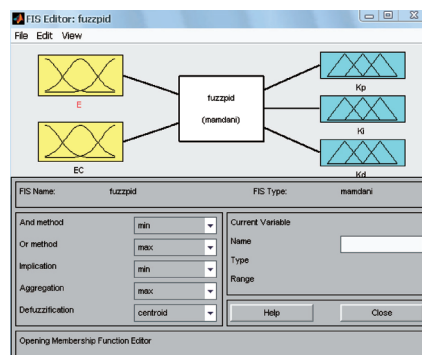 FIS Editor: fuzzpid
File Edit View
E
EC
fuzzpid
(mamdani)
Kp
Ki
Kd
FIS Name: fuzzpid FIS Type: mamdani
And method min
Or method max
Implication min
Aggregation max
Defuzzification centroid
Current Variable
Name
Type
Range
Help Close
Opening Membership Function Editor